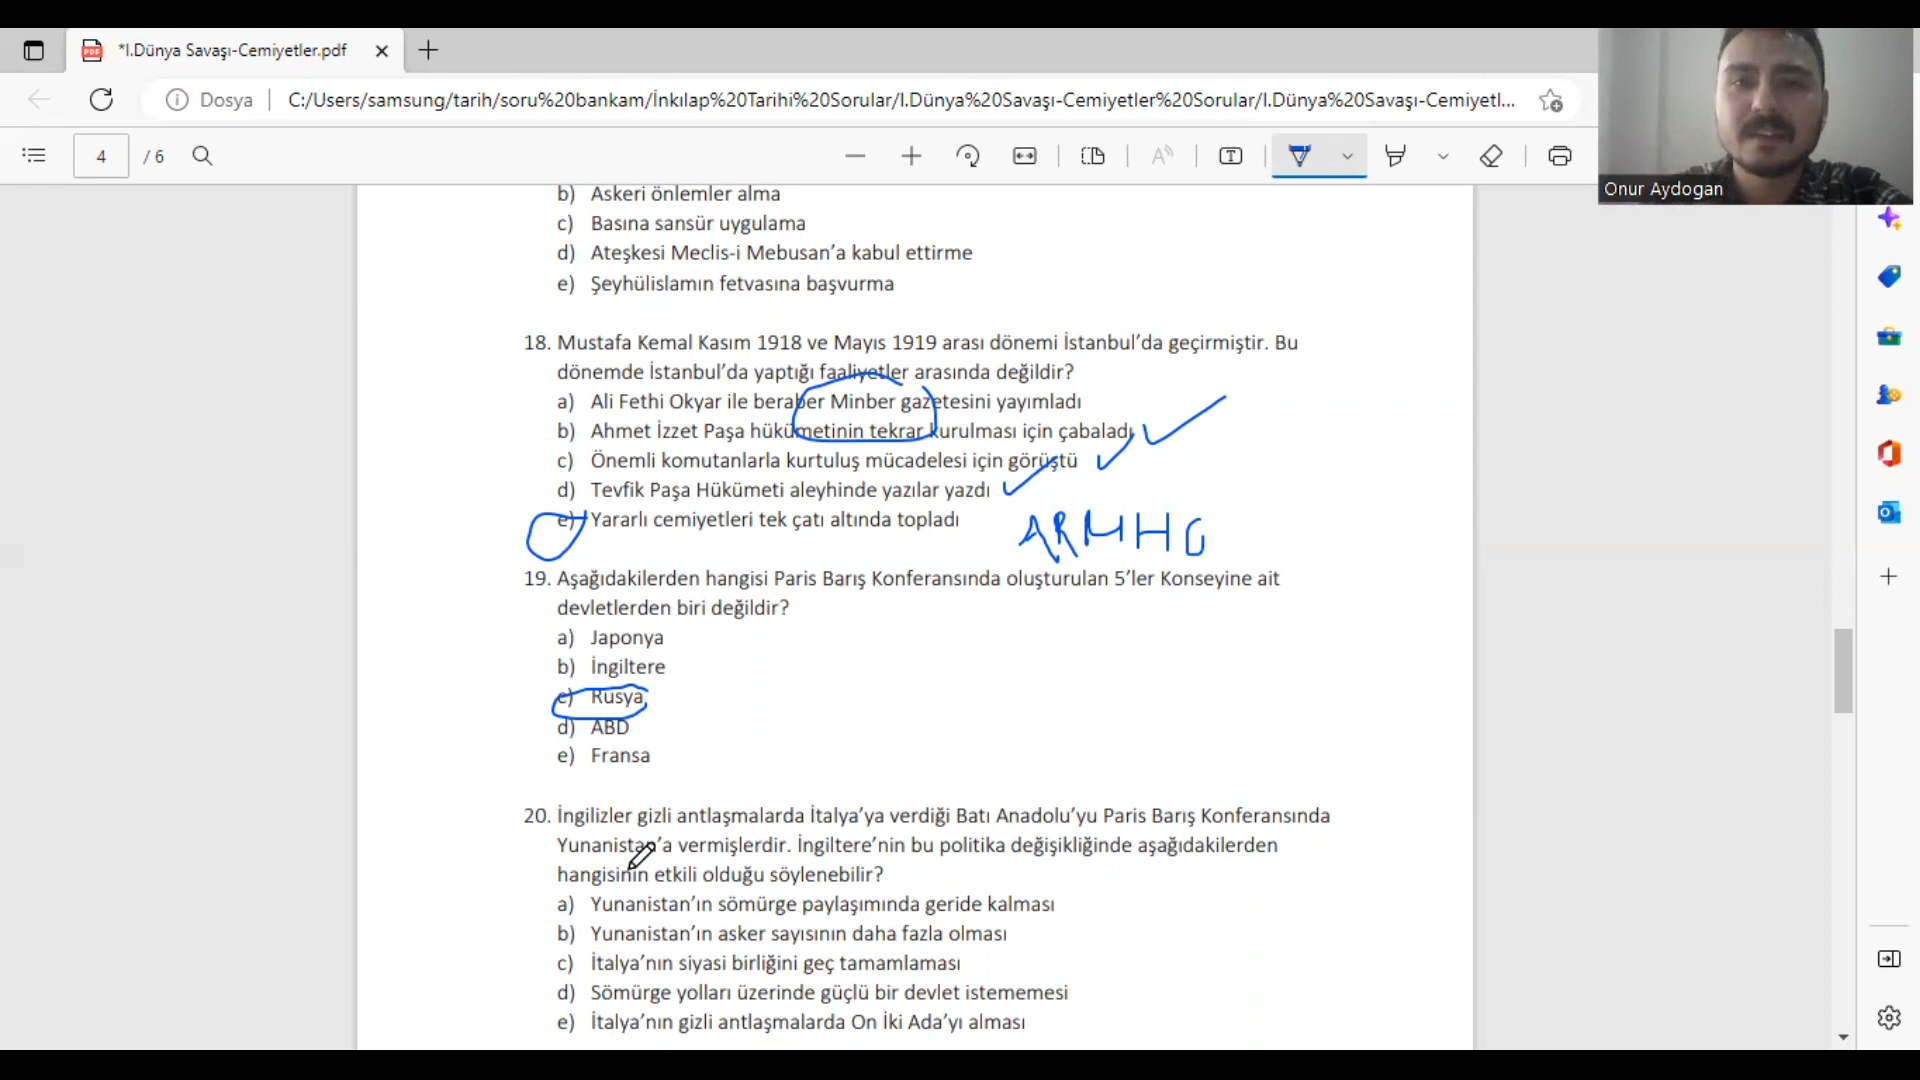 *I.Dünya Savaşı-Cemiyetler.pdf
Dosya
C:/Users/samsung/tarih/soru%20bankam/İnkılap%20Tarihi%20Sorular/I.Dünya%20Savaşı-Cemiyetler%20Sorular/I.Dünya%20Savaşı-Cemiyetl...
4 / 6
Onur Aydogan
b) Askeri önlemler alma
c) Basına sansür uygulama
d) Ateşkesi Meclis-i Mebusan’a kabul ettirme
e) Şeyhülislamın fetvasına başvurma
18. Mustafa Kemal Kasım 1918 ve Mayıs 1919 arası dönemi İstanbul’da geçirmiştir. Bu
dönemde İstanbul’da yaptığı faaliyetler arasında değildir?
a) Ali Fethi Okyar ile beraber Minber gazetesini yayımladı
b) Ahmet İzzet Paşa hükümetinin tekrar kurulması için çabaladı
c) Önemli komutanlarla kurtuluş mücadelesi için görüştü
d) Tevfik Paşa Hükümeti aleyhinde yazılar yazdı
e) Yararlı cemiyetleri tek çatı altında topladı
ARMHC
19. Aşağıdakilerden hangisi Paris Barış Konferansında oluşturulan 5’ler Konseyine ait
devletlerden biri değildir?
a) Japonya
b) İngiltere
c) Rusya
d) ABD
e) Fransa
20. İngilizler gizli antlaşmalarda İtalya’ya verdiği Batı Anadolu’yu Paris Barış Konferansında
Yunanistan’a vermişlerdir. İngiltere’nin bu politika değişikliğinde aşağıdakilerden
hangisinin etkili olduğu söylenebilir?
a) Yunanistan’ın sömürge paylaşımında geride kalması
b) Yunanistan’ın asker sayısının daha fazla olması
c) İtalya’nın siyasi birliğini geç tamamlaması
d) Sömürge yolları üzerinde güçlü bir devlet istememesi
e) İtalya’nın gizli antlaşmalarda On İki Ada’yı alması